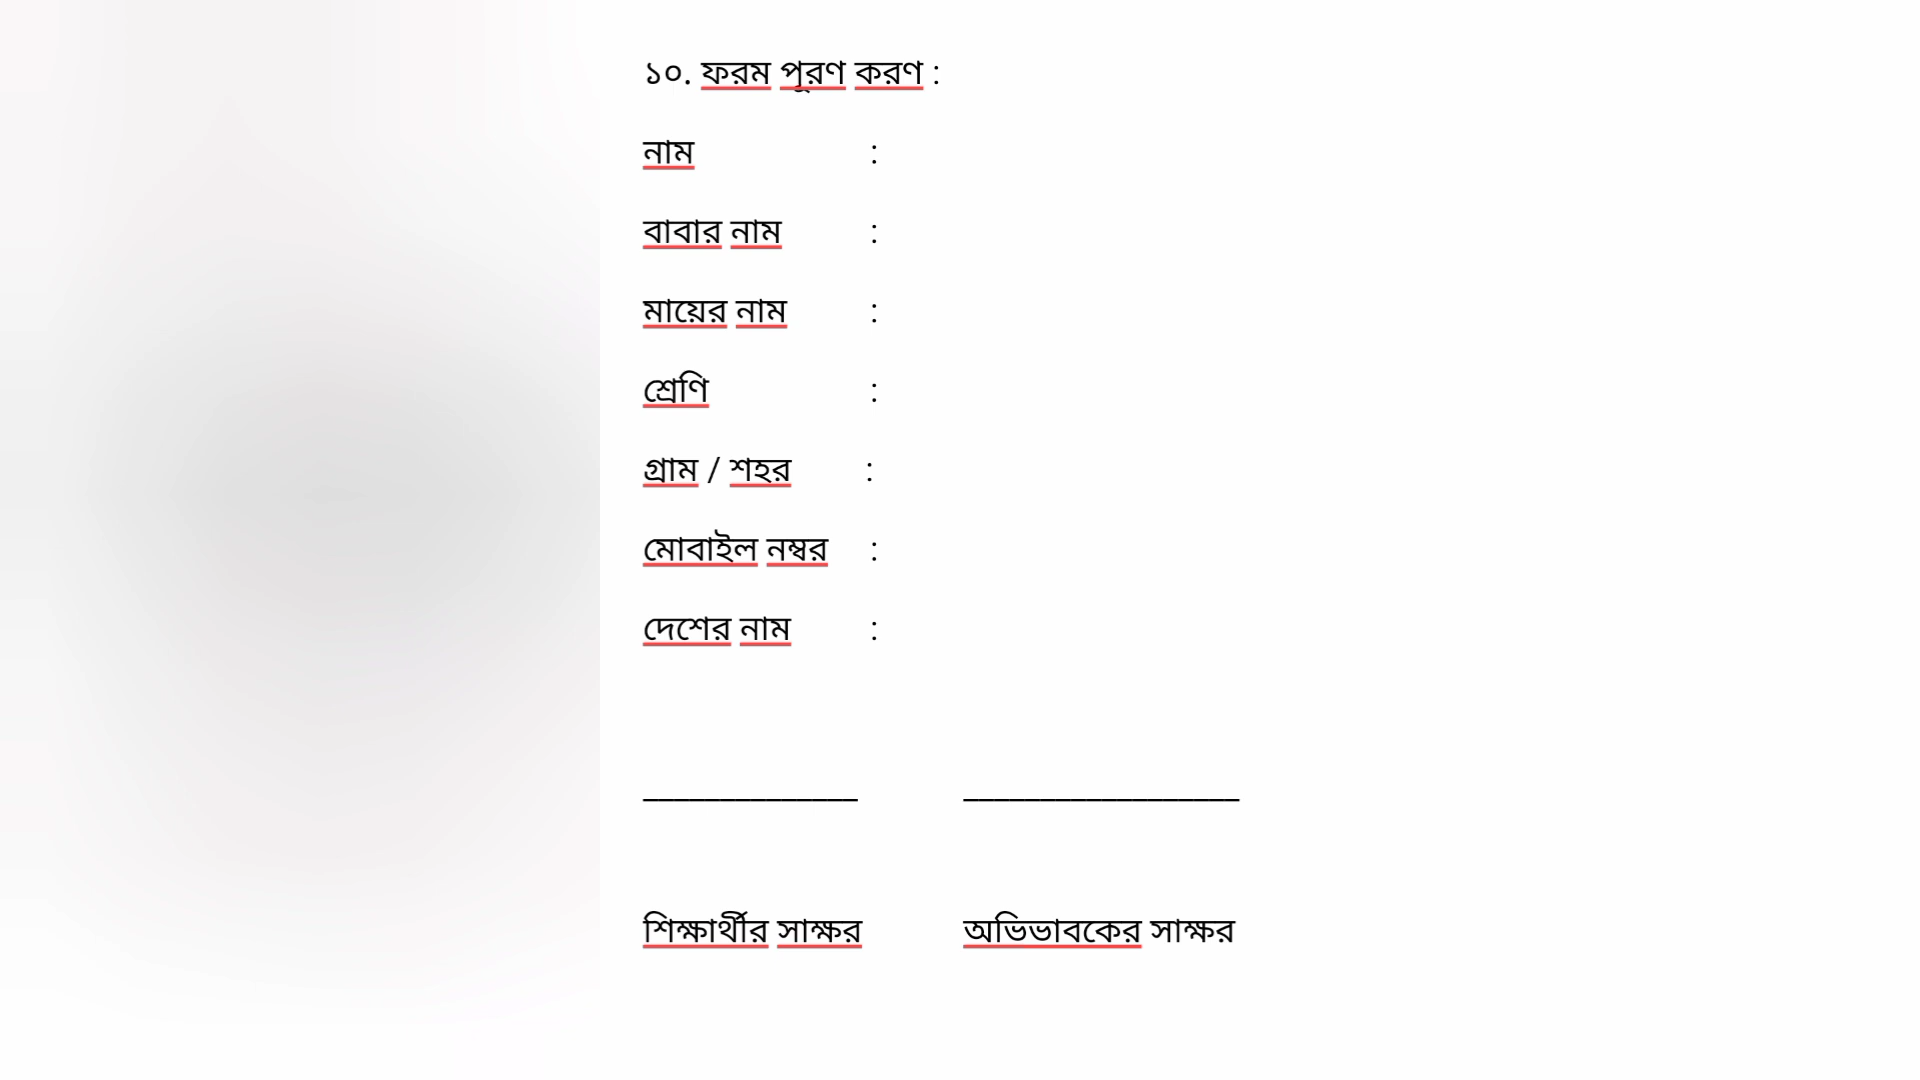 ১০. ফরম পূরণ করণ :
নাম :
বাবার নাম :
মায়ের নাম :
শ্রেণি :
গ্রাম / শহর :
মোবাইল নম্বর :
দেশের নাম :
______________ __________________
শিক্ষার্থীর সাক্ষর অভিভাবকের সাক্ষর